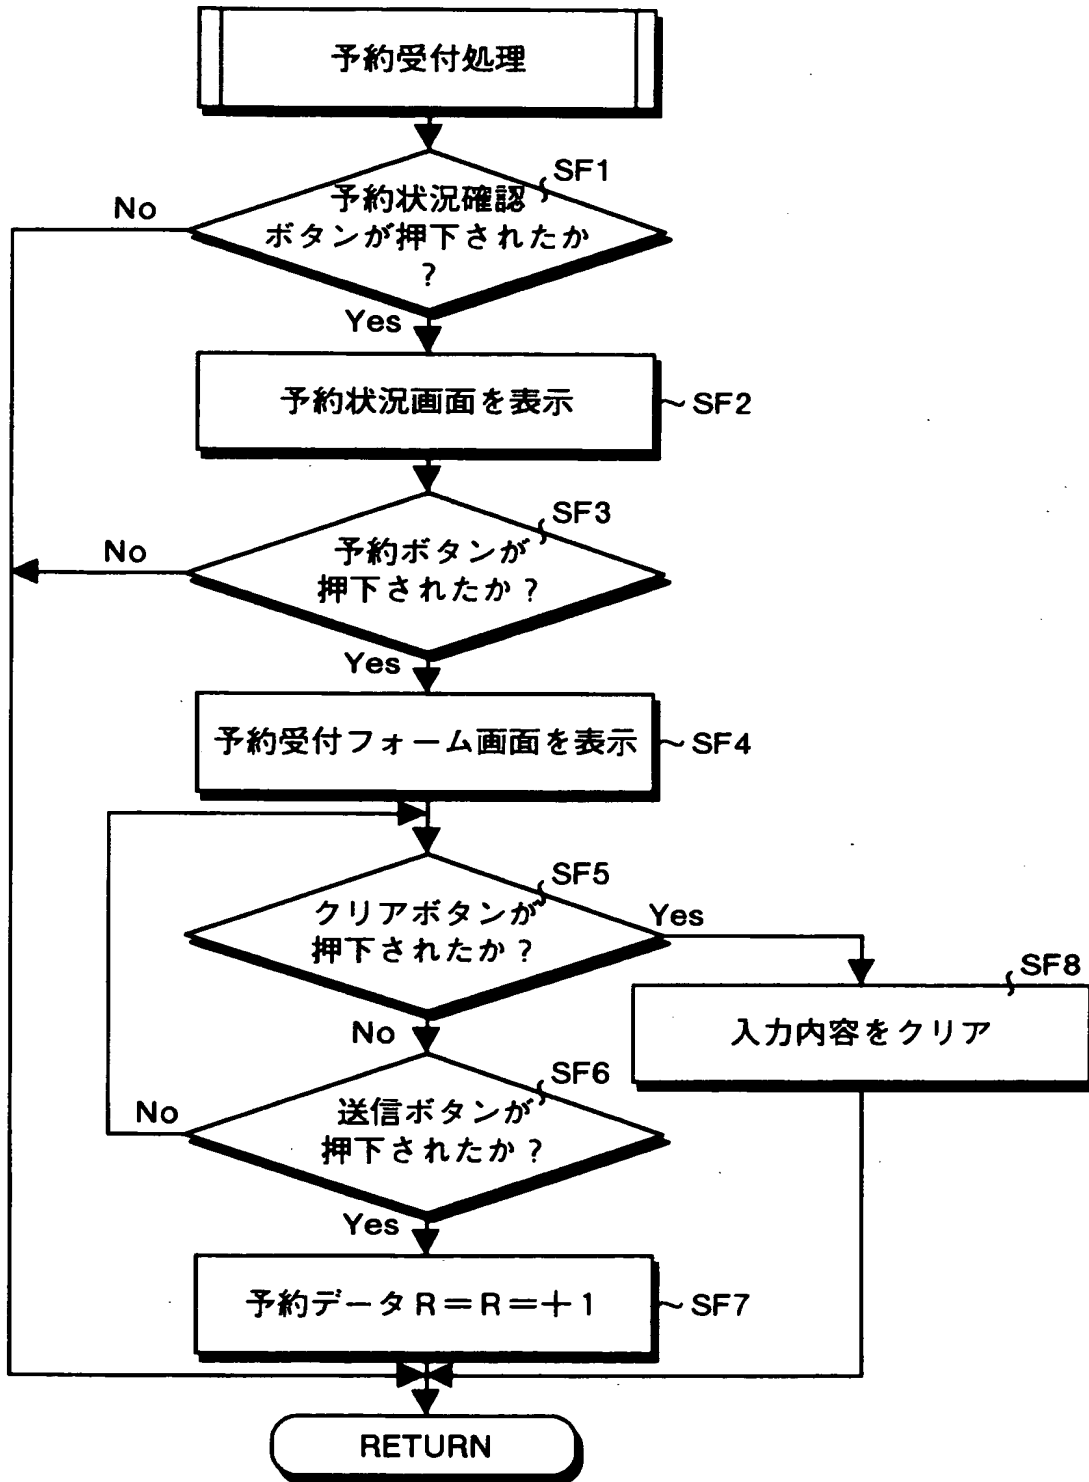 予約受付処理
SF1
予約状況確認
No
ボタンが押下されたか
?
Yes
予約状況画面を表示
SF2
SF3
予約ボタンが
No
押下されたか?
Yes
予約受付フォーム画面を表示
SF4
SF5
クリアボタンが
Yes
押下されたか?
SF8
入力内容をクリア
No
SF6
送信ボタンが
No
押下されたか?
Yes
予約データR=R=+1
SF7
RETURN